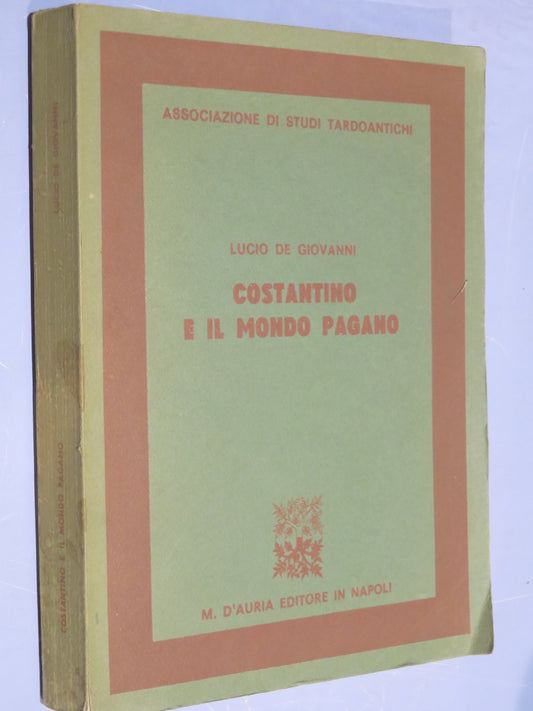 ASSOCIAZIONE DI STUDI TARDOANTICHI
LUCIO DE GIOVANNI
COSTANTINO
E IL MONDO PAGANO
M. D'AURIA EDITORE IN NAPOLI
LUCIO DE GIOVANNI
COSTANTINO E IL MONDO PAGANO